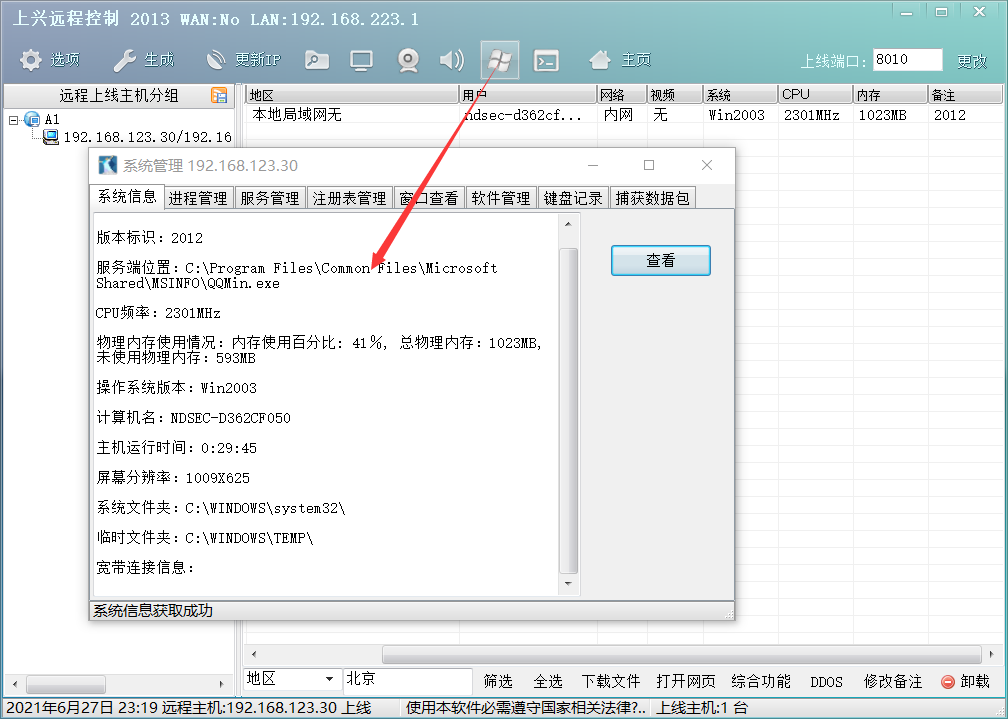 上兴远程控制 2013 WAN:No LAN:192.168.223.1
选项 生成 更新IP 主页 上线端口: 8010 更改
远程上线主机分组
A1
192.168.123.30/192.16
地区 用户 网络 视频 系统 CPU 内存 备注
本地局域网无 ndsec-d362cf... 内网 无 Win2003 2301MHz 1023MB 2012
系统管理 192.168.123.30
系统信息 进程管理 服务管理 注册表管理 窗口查看 软件管理 键盘记录 捕获数据包
版本标识：2012
服务端位置：C:\Program Files\Common Files\Microsoft
Shared\MSINFO\QQMin.exe
CPU频率：2301MHz
物理内存使用情况：内存使用百分比: 41%, 总物理内存：1023MB,
未使用物理内存：593MB
操作系统版本：Win2003
计算机名：NDSEC-D362CF050
主机运行时间：0:29:45
屏幕分辨率：1009X625
系统文件夹：C:\WINDOWS\system32\
临时文件夹：C:\WINDOWS\TEMP\
宽带连接信息：
查看
系统信息获取成功
地区 北京 筛选 全选 下载文件 打开网页 综合功能 DDOS 修改备注 卸载
2021年6月27日 23:19 远程主机:192.168.123.30 上线 使用本软件必需遵守国家相关法律?.. 上线主机:1 台